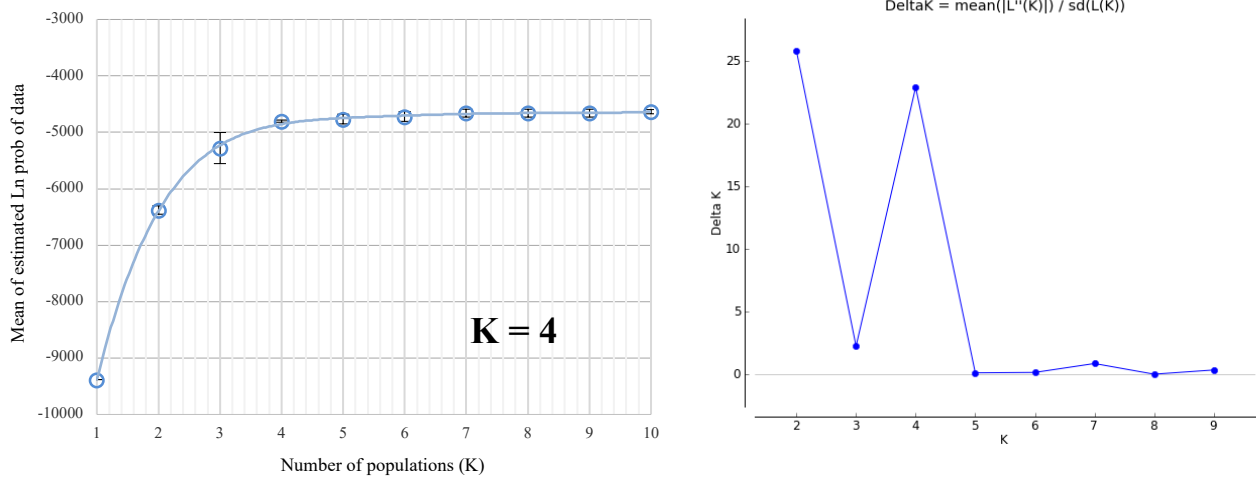 -3000
-4000
-5000
-6000
-7000
-8000
-9000
-10000
Mean of estimated Ln prob of data
K = 4
1 2 3 4 5 6 7 8 9 10
Number of populations (K)
DeltaK = mean(|L''(K)|) / sd(L(K))
25
20
15
10
5
0
Delta K
2 3 4 5 6 7 8 9
K